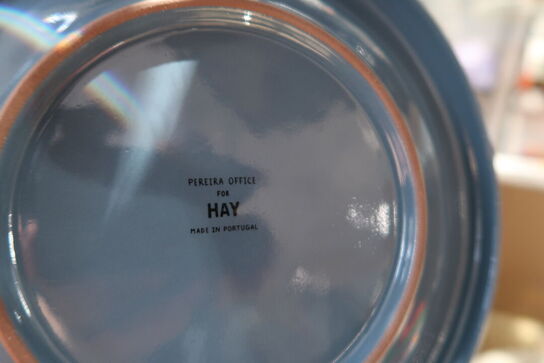 PEREIRA OFFICE
FOR
HAY
MADE IN PORTUGAL